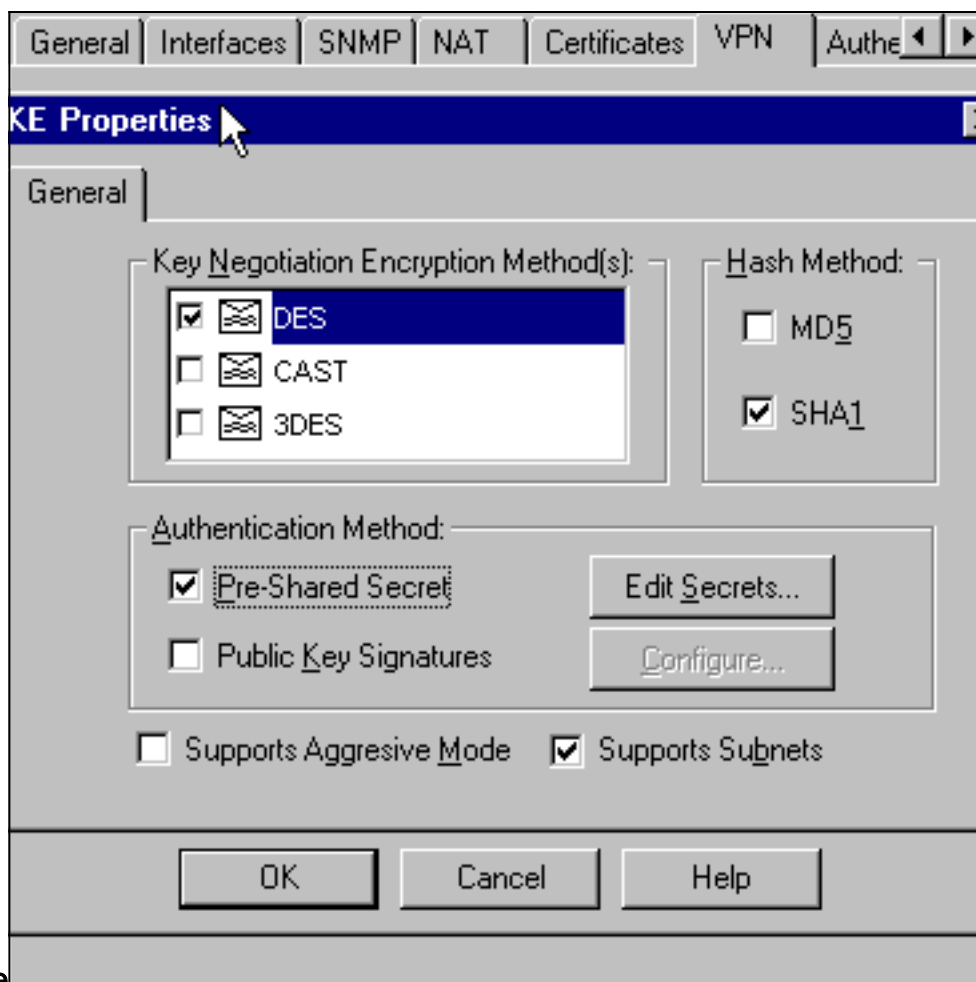 General Interfaces SNMP NAT Certificates VPN Authe
KE Properties
General
Key Negotiation Encryption Method(s):
Hash Method:
DES
CAST
3DES
MD5
SHA1
Authentication Method:
Pre-Shared Secret
Edit Secrets...
Public Key Signatures
Configure...
Supports Aggresive Mode
Supports Subnets
OK Cancel Help
e